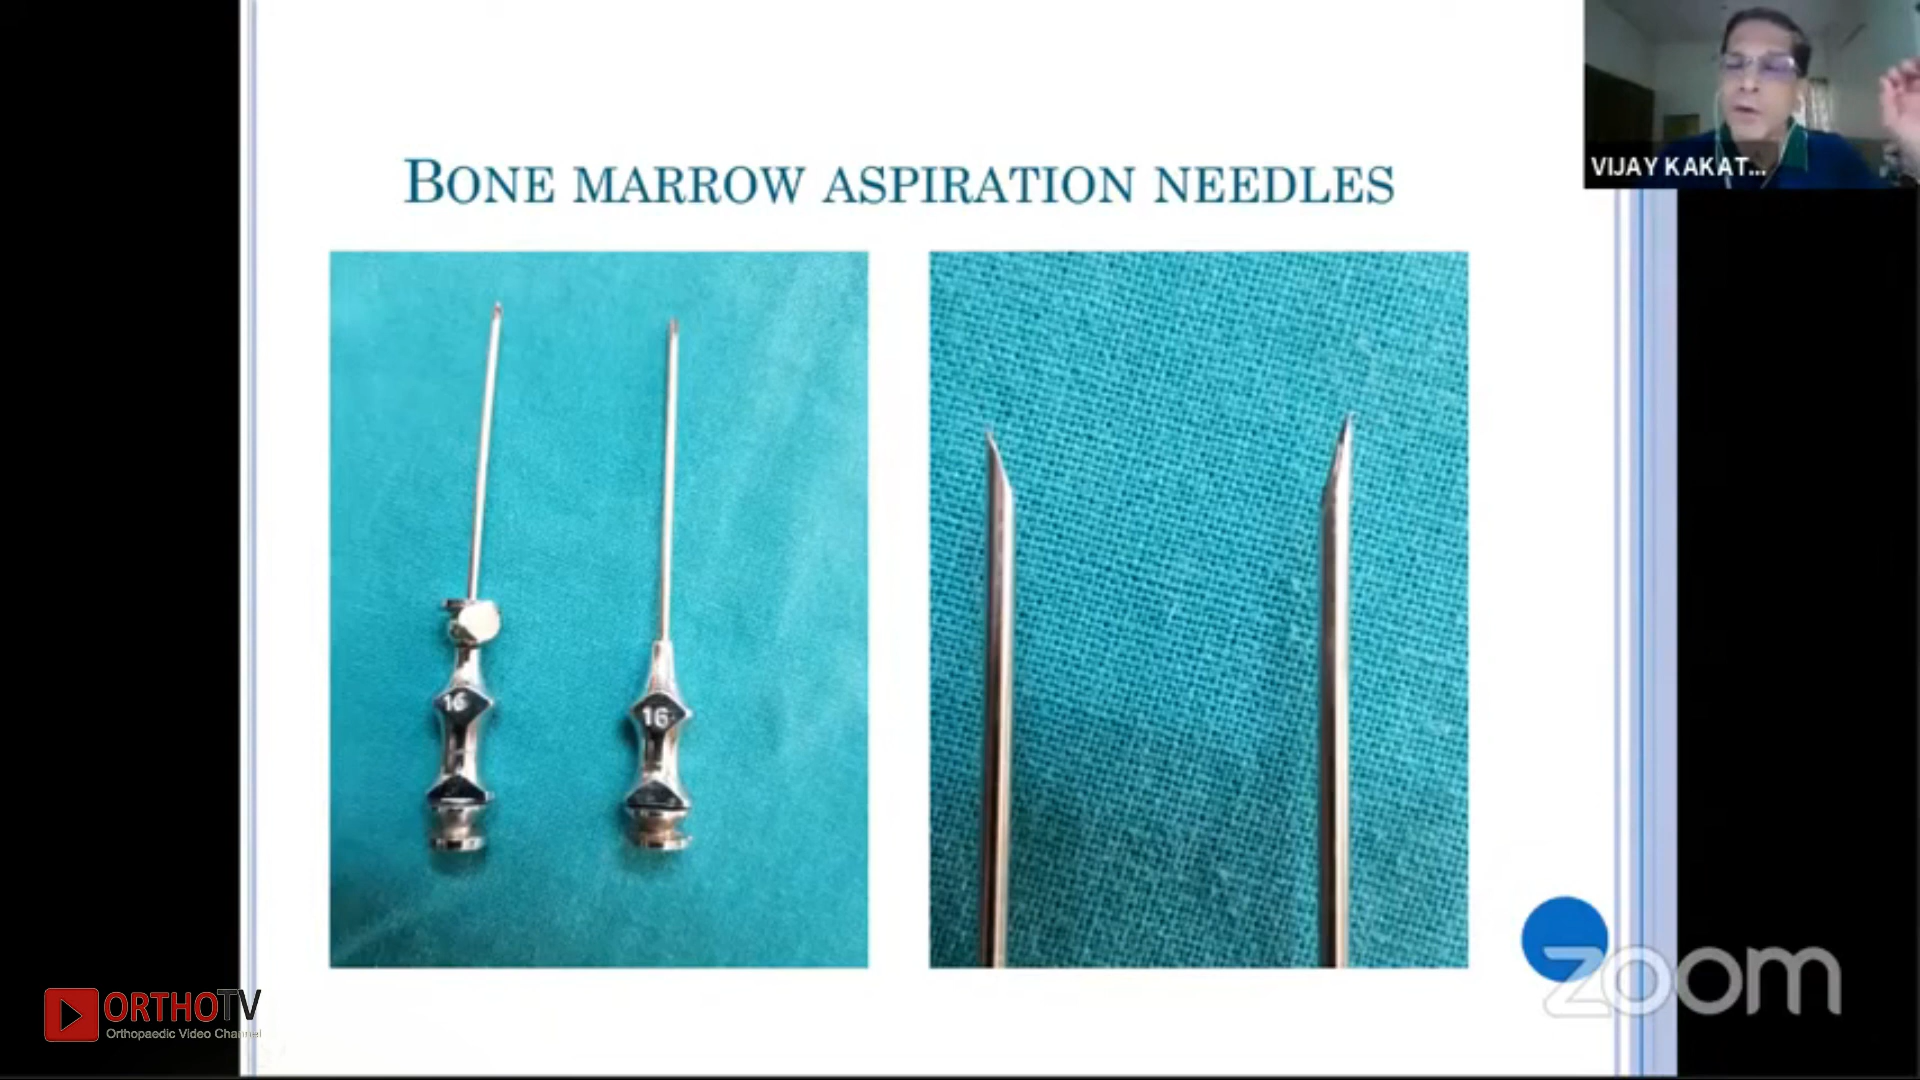 BONE MARROW ASPIRATION NEEDLES
VIJAY KAKAT...
16
16
ORTHOTV
Orthopaedic Video Channel
zoom